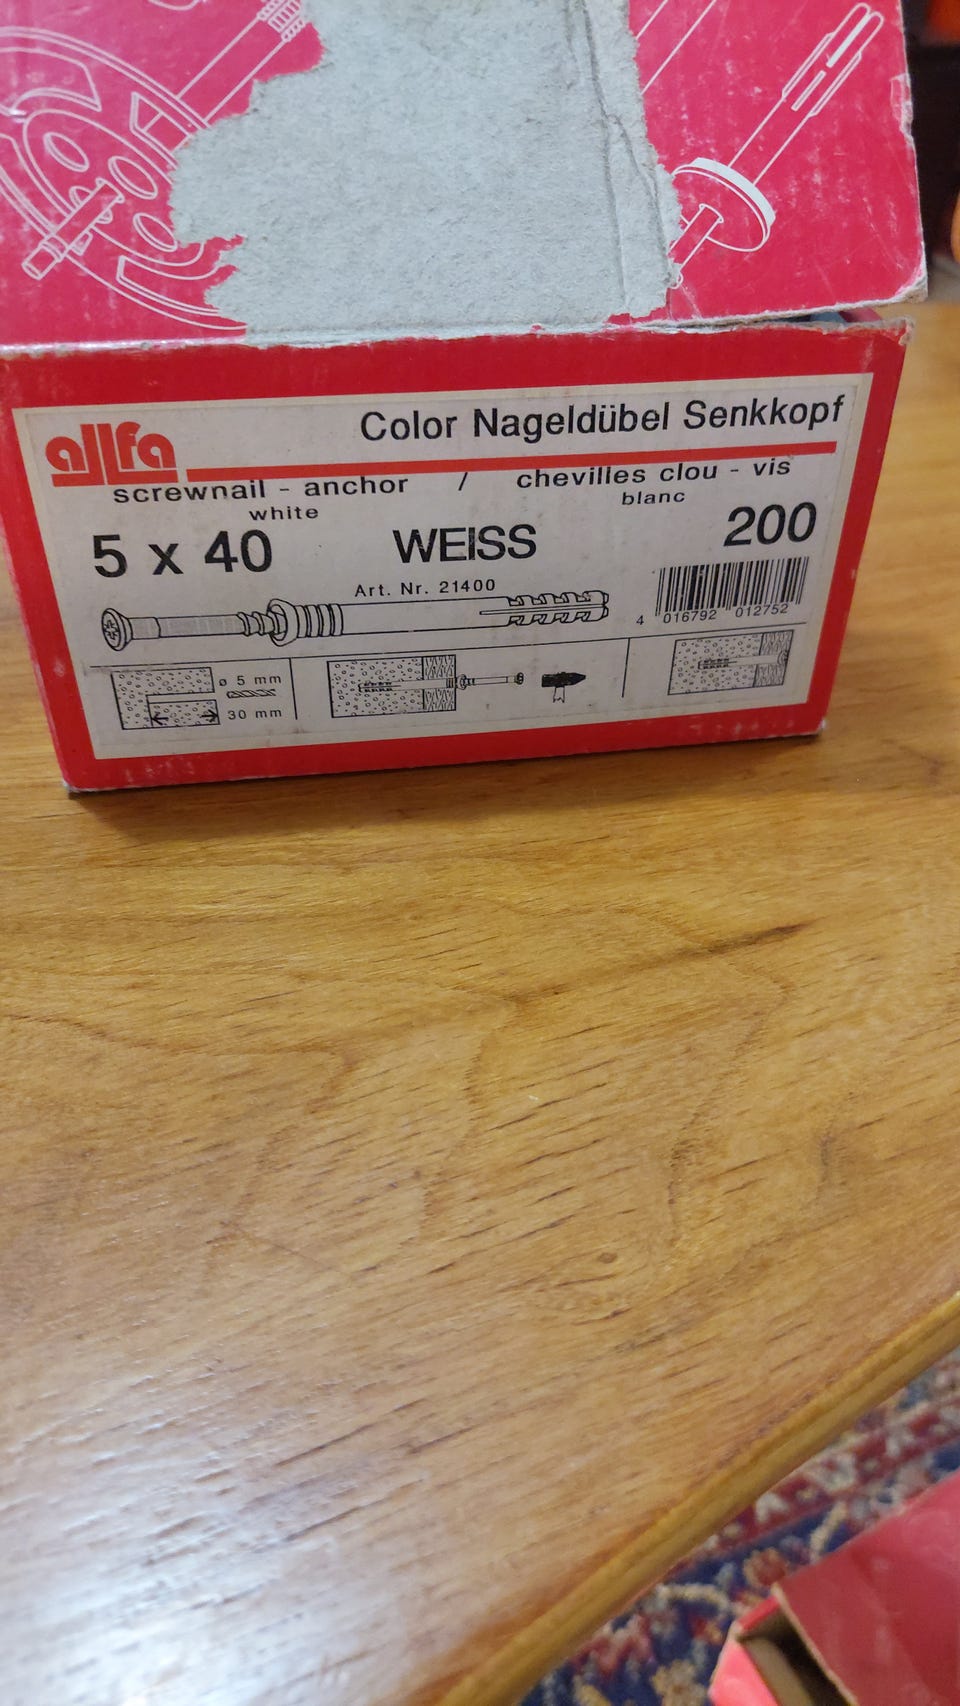 allfa
Color Nageldübel Senkkopf
screwnail - anchor / chevilles clou - vis
white blanc
5 x 40 WEISS 200
Art. Nr. 21400
4 016792 012752
ø 5 mm
30 mm